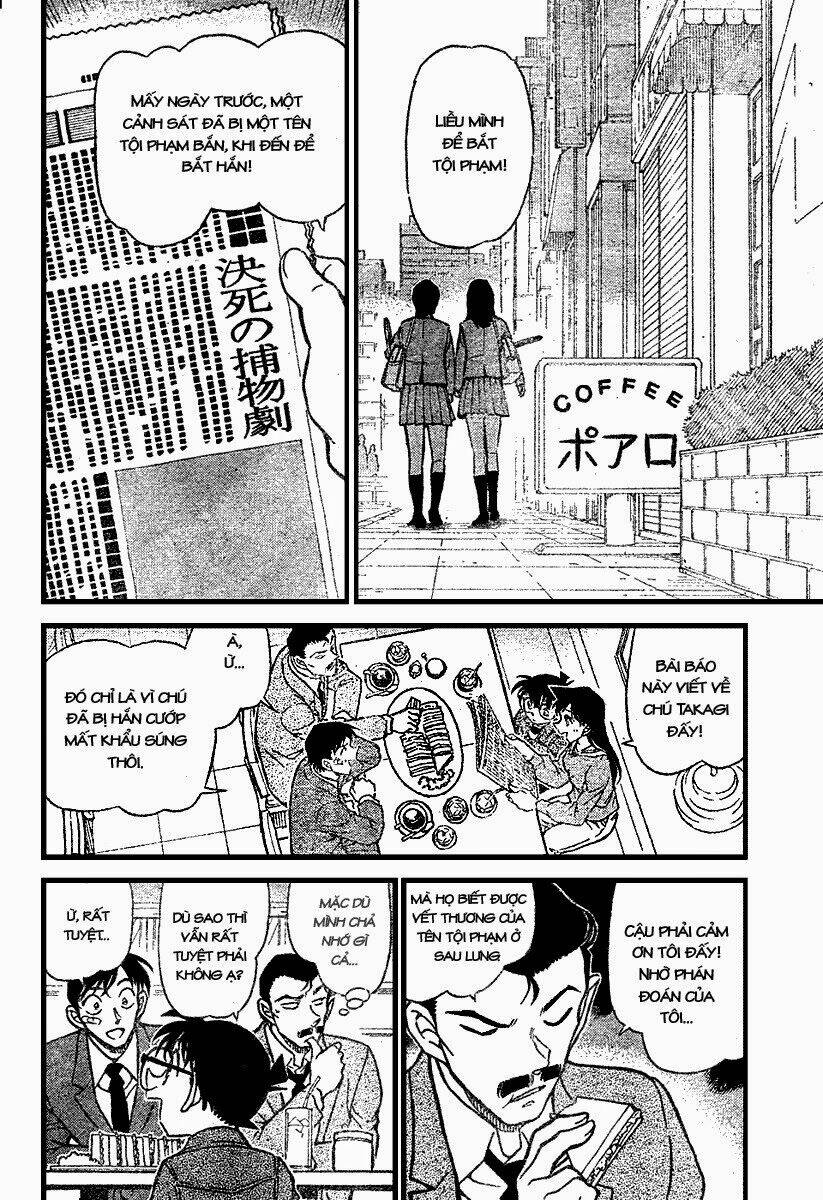 LIỀU MÌNH
ĐỂ BẮT
TỘI PHẠM!
COFFEE
ポアロ
MẤY NGÀY TRƯỚC, MỘT
CẢNH SÁT ĐÃ BỊ MỘT TÊN
TỘI PHẠM BẮN, KHI ĐẾN ĐỂ
BẮT HẮN!
決死の捕物劇
BÀI BÁO
NÀY VIẾT VỀ
CHÚ TAKAGI
ĐẤY!
À,
Ừ...
ĐÓ CHỈ LÀ VÌ CHÚ
ĐÃ BỊ HẮN CƯỚP
MẤT KHẨU SÚNG
THÔI.
CẬU PHẢI CẢM
ƠN TÔI ĐẤY!
NHỜ PHÁN
ĐOÁN CỦA
TÔI...
MÀ HỌ BIẾT ĐƯỢC
VẾT THƯƠNG CỦA
TÊN TỘI PHẠM Ở
SAU LƯNG
MẶC DÙ
MÌNH CHẢ
NHỚ GÌ
CẢ...
DÙ SAO THÌ
VẪN RẤT
TUYỆT PHẢI
KHÔNG Ạ?
Ừ, RẤT
TUYỆT...